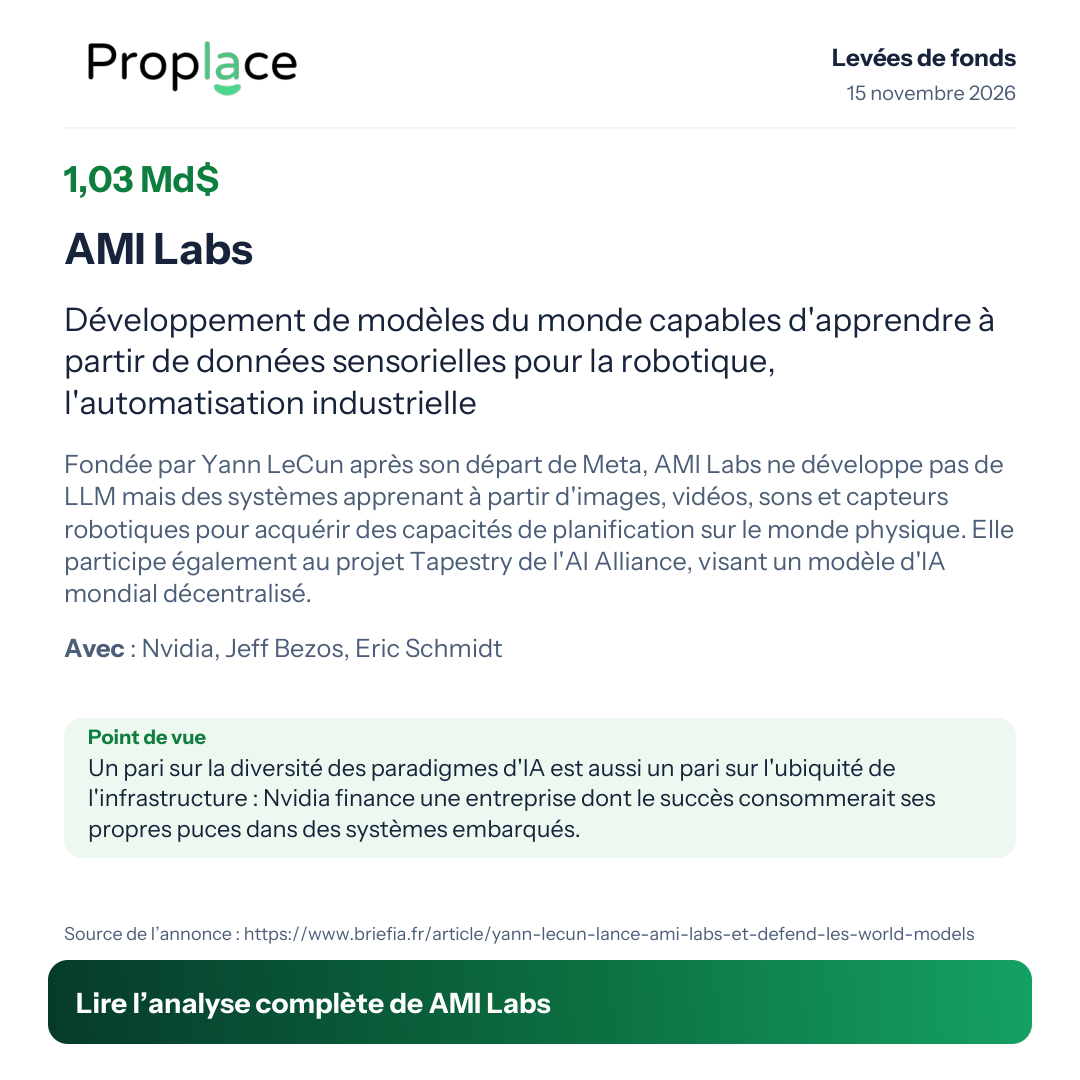 Proplace
Levées de fonds
15 novembre 2026
1,03 Md$
AMI Labs
Développement de modèles du monde capables d'apprendre à
partir de données sensorielles pour la robotique,
l'automatisation industrielle
Fondée par Yann LeCun après son départ de Meta, AMI Labs ne développe pas de
LLM mais des systèmes apprenant à partir d'images, vidéos, sons et capteurs
robotiques pour acquérir des capacités de planification sur le monde physique. Elle
participe également au projet Tapestry de l'AI Alliance, visant un modèle d'IA
mondial décentralisé.
Avec : Nvidia, Jeff Bezos, Eric Schmidt
Point de vue
Un pari sur la diversité des paradigmes d'IA est aussi un pari sur l'ubiquité de
l'infrastructure : Nvidia finance une entreprise dont le succès consommerait ses
propres puces dans des systèmes embarqués.
Source de l’annonce : https://www.briefia.fr/article/yann-lecun-lance-ami-labs-et-defend-les-world-models
Lire l’analyse complète de AMI Labs